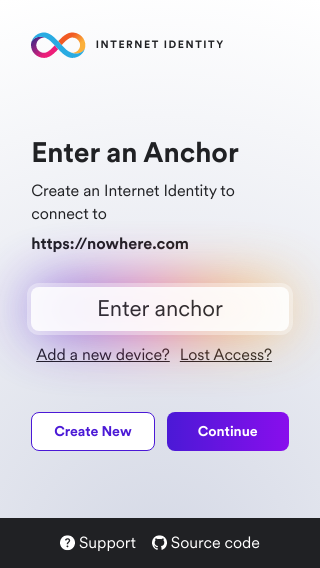 INTERNET IDENTITY
Enter an Anchor
Create an Internet Identity to
connect to
https://nowhere.com
Enter anchor
Add a new device? Lost Access?
Create New Continue
Support Source code